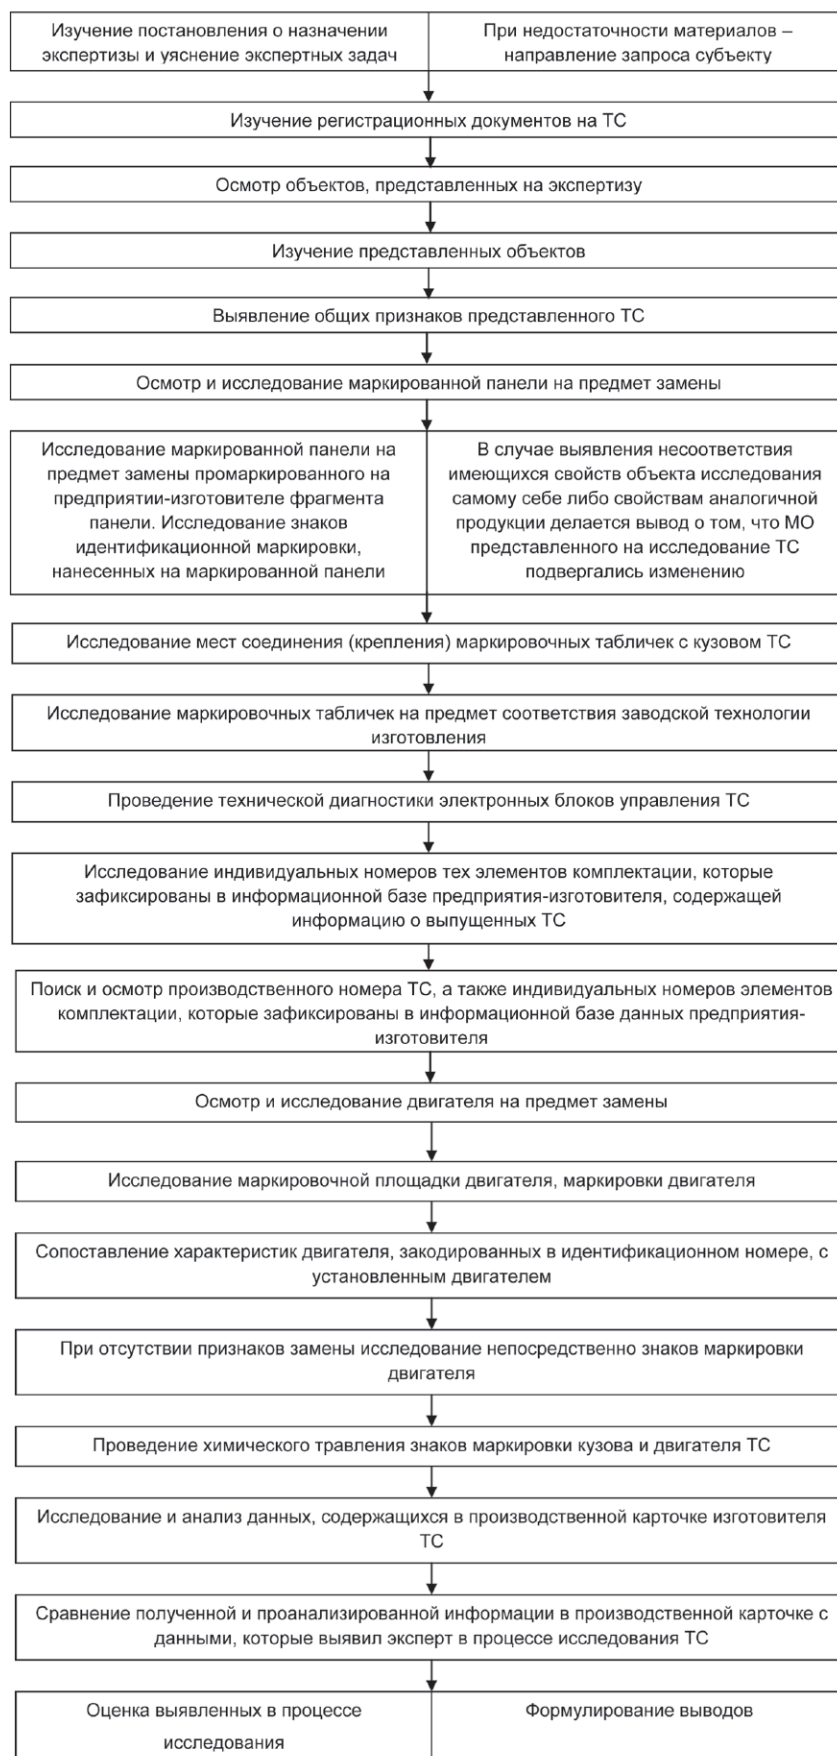 Изучение постановления о назначении
экспертизы и уяснение экспертных задач
При недостаточности материалов –
направление запроса субъекту
Изучение регистрационных документов на ТС
Осмотр объектов, представленных на экспертизу
Изучение представленных объектов
Выявление общих признаков представленного ТС
Осмотр и исследование маркированной панели на предмет замены
Исследование маркированной панели на
предмет замены промаркированного на
предприятии-изготовителе фрагмента
панели. Исследование знаков
идентификационной маркировки,
нанесенных на маркированной панели
В случае выявления несоответствия
имеющихся свойств объекта исследования
самому себе либо свойствам аналогичной
продукции делается вывод о том, что МО
представленного на исследование ТС
подвергались изменению
Исследование мест соединения (крепления) маркировочных табличек с кузовом ТС
Исследование маркировочных табличек на предмет соответствия заводской технологии
изготовления
Проведение технической диагностики электронных блоков управления ТС
Исследование индивидуальных номеров тех элементов комплектации, которые
зафиксированы в информационной базе предприятия-изготовителя, содержащей
информацию о выпущенных ТС
Поиск и осмотр производственного номера ТС, а также индивидуальных номеров элементов
комплектации, которые зафиксированы в информационной базе данных предприятия-
изготовителя
Осмотр и исследование двигателя на предмет замены
Исследование маркировочной площадки двигателя, маркировки двигателя
Сопоставление характеристик двигателя, закодированных в идентификационном номере, с
установленным двигателем
При отсутствии признаков замены исследование непосредственно знаков маркировки
двигателя
Проведение химического травления знаков маркировки кузова и двигателя ТС
Исследование и анализ данных, содержащихся в производственной карточке изготовителя
ТС
Сравнение полученной и проанализированной информации в производственной карточке с
данными, которые выявил эксперт в процессе исследования ТС
Оценка выявленных в процессе
исследования
Формулирование выводов